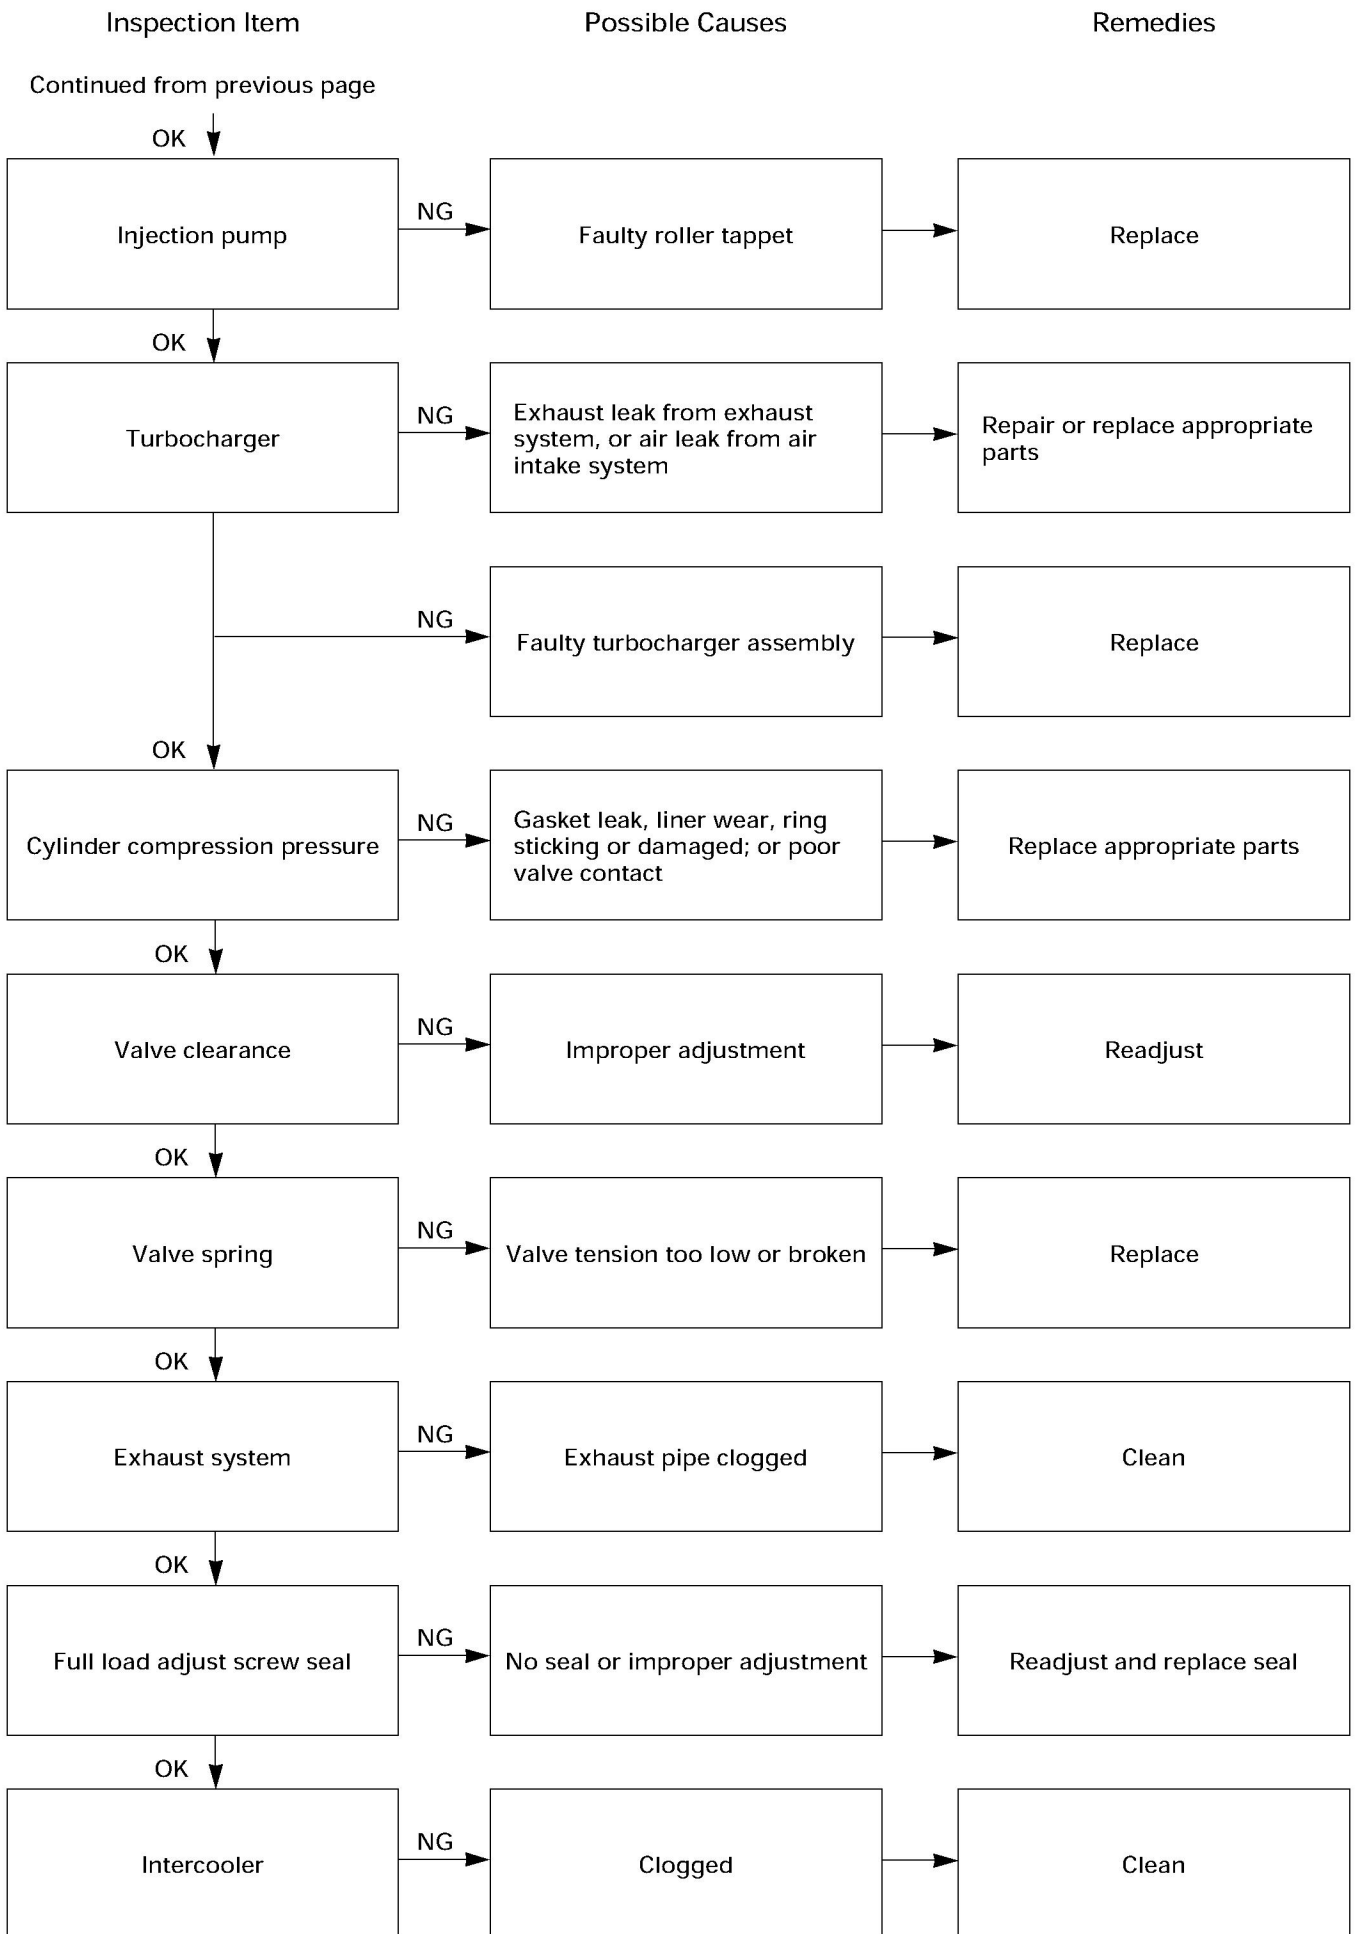 Inspection Item
Possible Causes
Remedies
Continued from previous page
OK
Injection pump
NG
Faulty roller tappet
Replace
OK
Turbocharger
NG
Exhaust leak from exhaust
system, or air leak from air
intake system
Repair or replace appropriate
parts
NG
Faulty turbocharger assembly
Replace
OK
Cylinder compression pressure
NG
Gasket leak, liner wear, ring
sticking or damaged; or poor
valve contact
Replace appropriate parts
OK
Valve clearance
NG
Improper adjustment
Readjust
OK
Valve spring
NG
Valve tension too low or broken
Replace
OK
Exhaust system
NG
Exhaust pipe clogged
Clean
OK
Full load adjust screw seal
NG
No seal or improper adjustment
Readjust and replace seal
OK
Intercooler
NG
Clogged
Clean